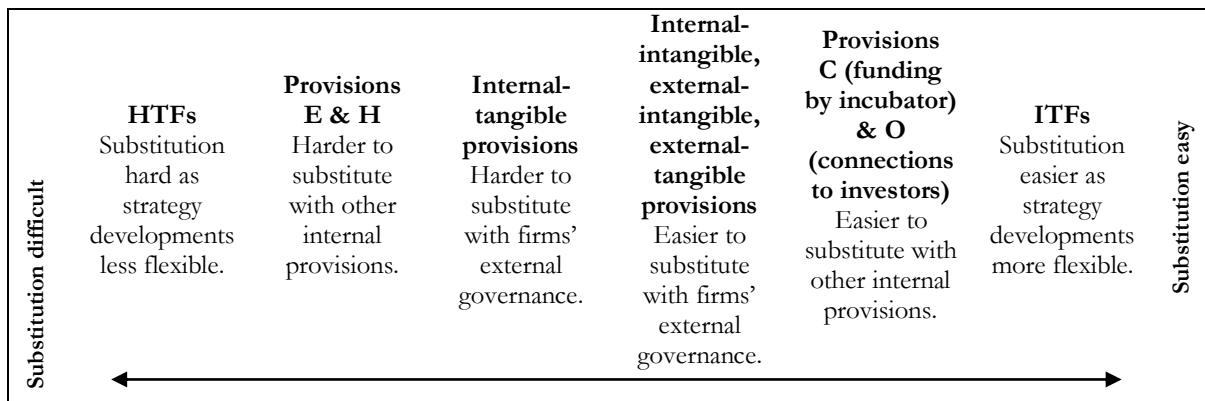 Substitution difficult
HTFs
Substitution
hard as
strategy
developments
less flexible.
Provisions
E & H
Harder to
substitute
with other
internal
provisions.
Internal-
tangible
provisions
Harder to
substitute
with firms’
external
governance.
Internal-
intangible,
external-
intangible,
external-
tangible
provisions
Easier to
substitute
with firms’
external
governance.
Provisions
C (funding
by incubator)
& O
(connections
to investors)
Easier to
substitute with
other internal
provisions.
ITFs
Substitution
easier as
strategy
developments
more flexible.
Substitution easy